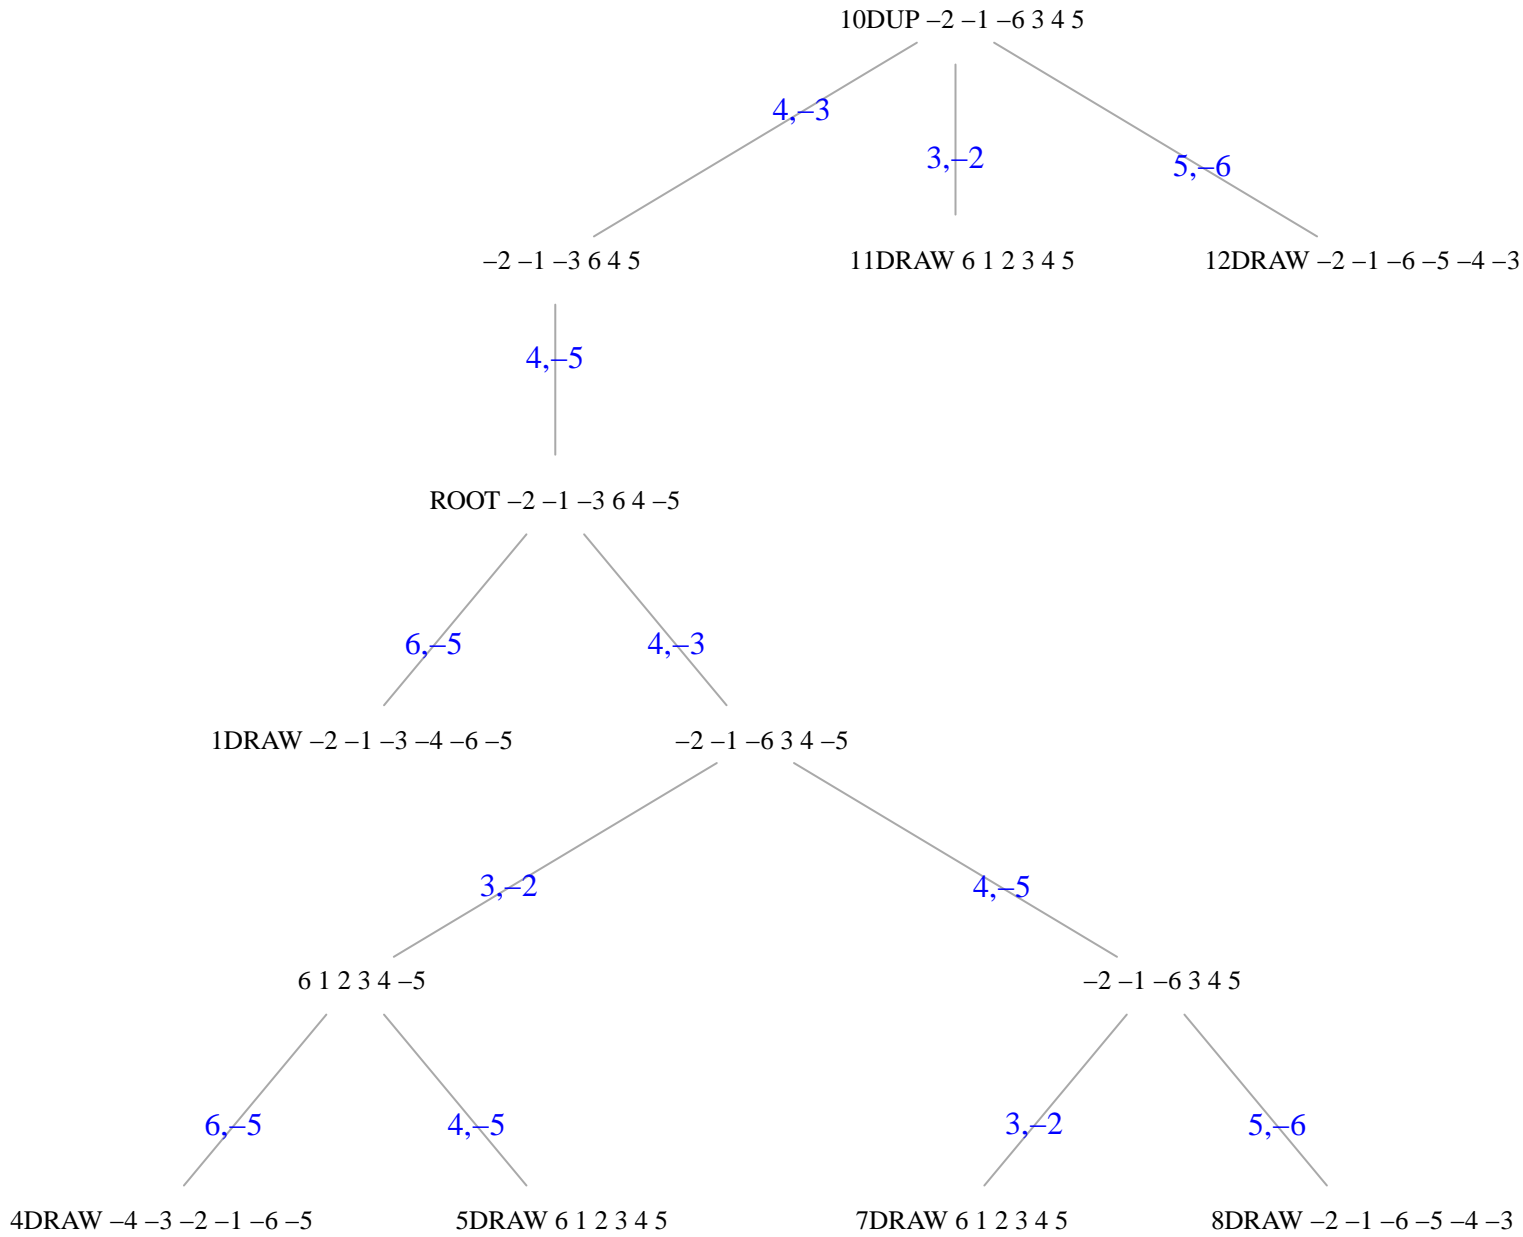 10DUP –2 –1 –6 3 4 5
4,–3
3,–2
5,–6
–2 –1 –3 6 4 5
11DRAW 6 1 2 3 4 5
12DRAW –2 –1 –6 –5 –4 –3
4,–5
ROOT –2 –1 –3 6 4 –5
6,–5
4,–3
1DRAW –2 –1 –3 –4 –6 –5
–2 –1 –6 3 4 –5
3,–2
4,–5
6 1 2 3 4 –5
–2 –1 –6 3 4 5
6,–5
4,–5
3,–2
5,–6
4DRAW –4 –3 –2 –1 –6 –5
5DRAW 6 1 2 3 4 5
7DRAW 6 1 2 3 4 5
8DRAW –2 –1 –6 –5 –4 –3